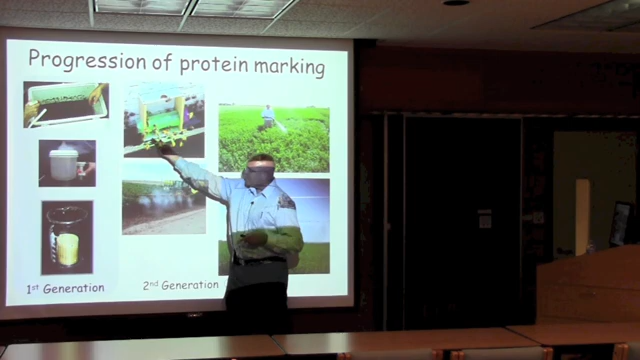 Progression of protein marking
1st Generation
2nd Generation